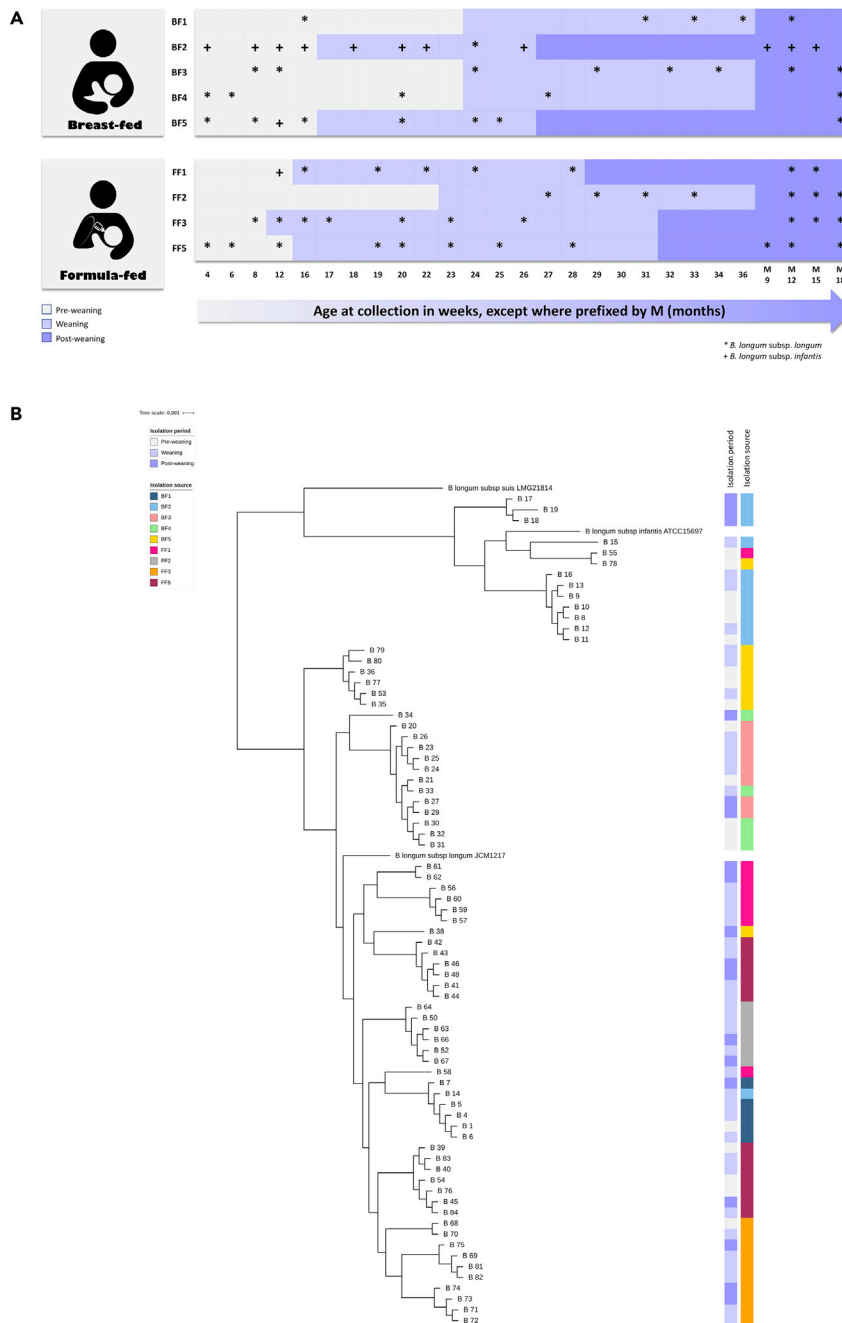 A
Breast-fed
BF1 * * * * *
BF2 + + + + + + + * + + + +
BF3 * * * * * * * *
BF4 * * * * *
BF5 * * + * * * * *
Formula-fed
FF1 + * * * * * * *
FF2 * * * * * * *
FF3 * * * * * * * * * * *
FF5 * * * * * * * * * * *
4 6 8 12 16 17 18 19 20 22 23 24 25 26 27 28 29 30 31 32 33 34 36 M 9 M 12 M 15 M 18
Pre-weaning
Weaning
Post-weaning
Age at collection in weeks, except where prefixed by M (months)
* B. longum subsp. longum
+ B. longum subsp. infantis
B
Tree scale: 0.001
Isolation period
Pre-weaning
Weaning
Post-weaning
Isolation source
BF1
BF2
BF3
BF4
BF5
FF1
FF2
FF3
FF5
Isolation period
Isolation source
B longum subsp suis LMG21814
B 17
B 19
B 18
B longum subsp infantis ATCC15697
B 15
B 55
B 78
B 16
B 13
B 9
B 10
B 8
B 12
B 11
B 79
B 80
B 36
B 77
B 53
B 35
B 34
B 20
B 26
B 23
B 25
B 24
B 21
B 33
B 27
B 29
B 30
B 32
B 31
B longum subsp longum JCM1217
B 61
B 62
B 56
B 60
B 59
B 57
B 38
B 42
B 43
B 46
B 48
B 41
B 44
B 64
B 50
B 63
B 66
B 52
B 67
B 58
B 7
B 14
B 5
B 4
B 1
B 6
B 39
B 83
B 40
B 54
B 76
B 45
B 84
B 68
B 70
B 75
B 69
B 81
B 82
B 74
B 73
B 71
B 72